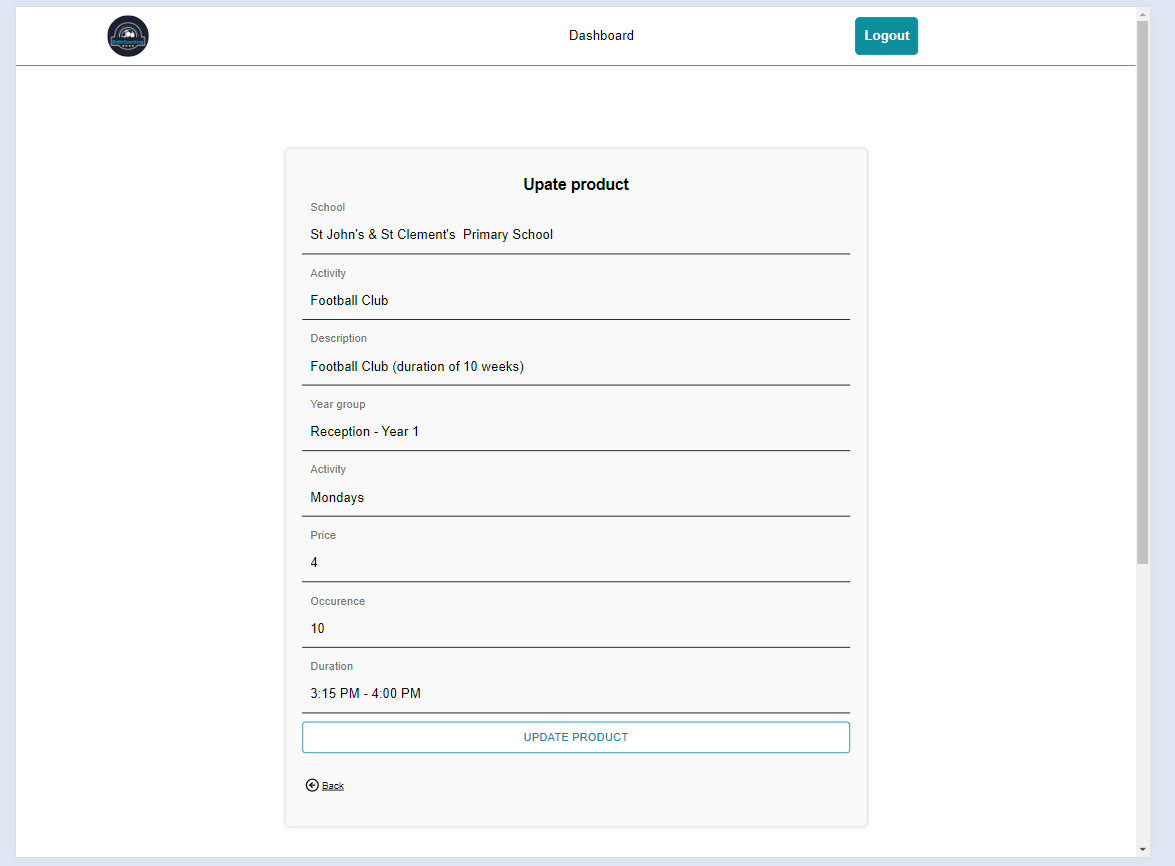 Dashboard
Logout
Upate product
School
St John's & St Clement's  Primary School
Activity
Football Club
Description
Football Club (duration of 10 weeks)
Year group
Reception - Year 1
Activity
Mondays
Price
4
Occurence
10
Duration
3:15 PM - 4:00 PM
UPDATE PRODUCT
Back